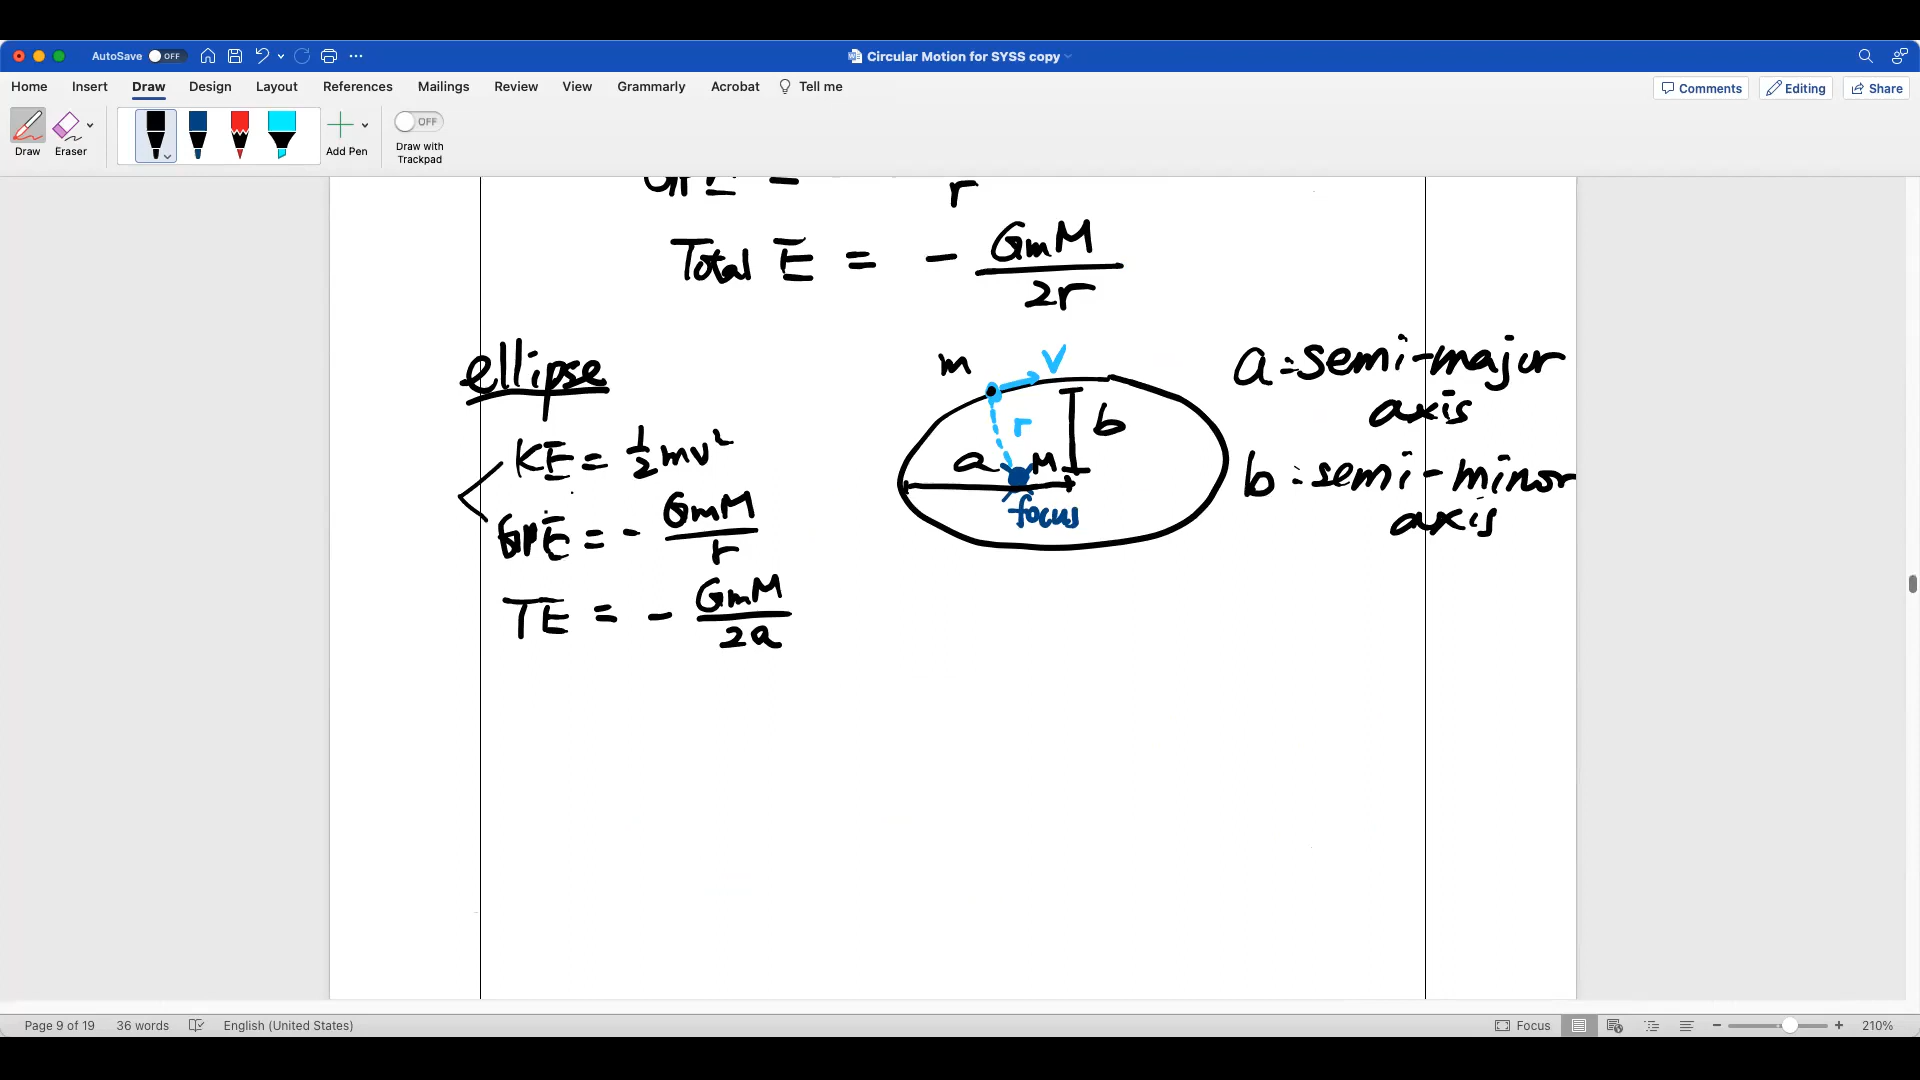 AutoSave OFF
Circular Motion for SYSS copy
Home Insert Draw Design Layout References Mailings Review View Grammarly Acrobat Tell me
Comments Editing Share
OFF
Draw Eraser Add Pen Draw with
Trackpad
GPE = -
r
Total E = - GmM
2r
ellipse
m v
a = semi-major
axis
r b
KE = ½mv²
a M
b = semi-minor
axis
focus
GPE = - GmM
r
TE = - GmM
2a
Page 9 of 19 36 words English (United States) Focus 210%